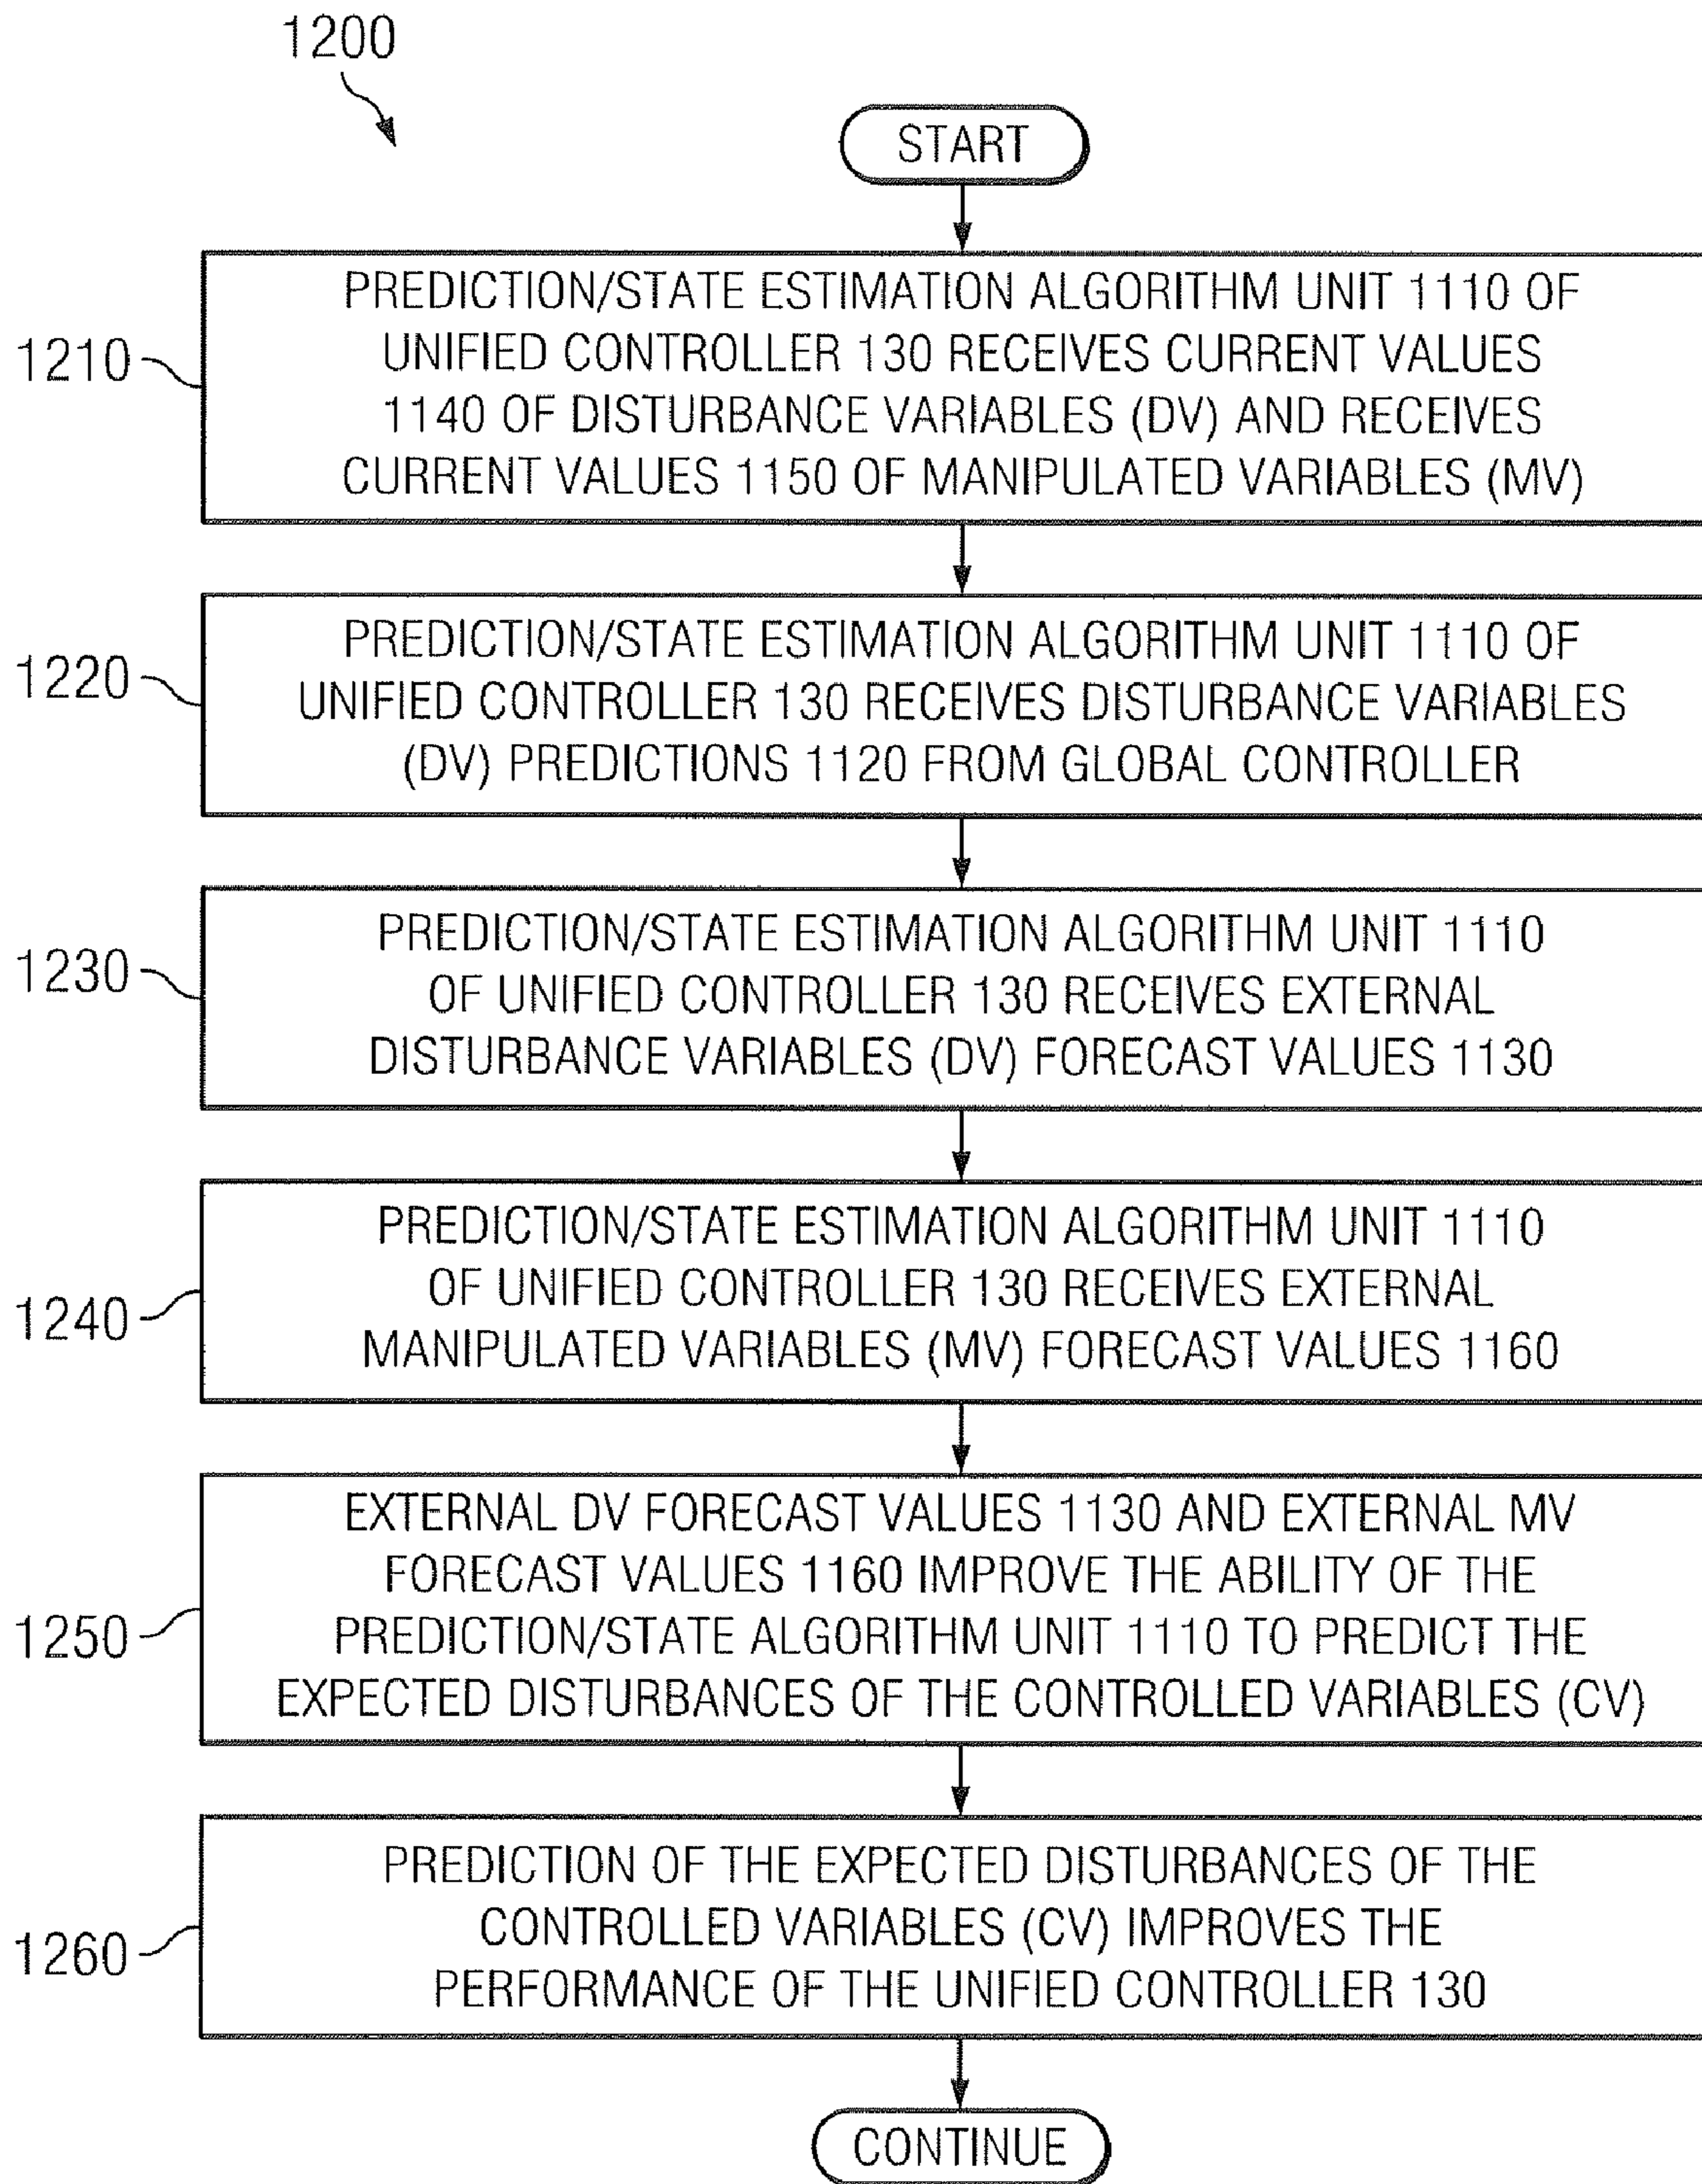 1200
START
1210
PREDICTION/STATE ESTIMATION ALGORITHM UNIT 1110 OF
UNIFIED CONTROLLER 130 RECEIVES CURRENT VALUES
1140 OF DISTURBANCE VARIABLES (DV) AND RECEIVES
CURRENT VALUES 1150 OF MANIPULATED VARIABLES (MV)
1220
PREDICTION/STATE ESTIMATION ALGORITHM UNIT 1110 OF
UNIFIED CONTROLLER 130 RECEIVES DISTURBANCE VARIABLES
(DV) PREDICTIONS 1120 FROM GLOBAL CONTROLLER
1230
PREDICTION/STATE ESTIMATION ALGORITHM UNIT 1110
OF UNIFIED CONTROLLER 130 RECEIVES EXTERNAL
DISTURBANCE VARIABLES (DV) FORECAST VALUES 1130
1240
PREDICTION/STATE ESTIMATION ALGORITHM UNIT 1110
OF UNIFIED CONTROLLER 130 RECEIVES EXTERNAL
MANIPULATED VARIABLES (MV) FORECAST VALUES 1160
1250
EXTERNAL DV FORECAST VALUES 1130 AND EXTERNAL MV
FORECAST VALUES 1160 IMPROVE THE ABILITY OF THE
PREDICTION/STATE ALGORITHM UNIT 1110 TO PREDICT THE
EXPECTED DISTURBANCES OF THE CONTROLLED VARIABLES (CV)
1260
PREDICTION OF THE EXPECTED DISTURBANCES OF THE
CONTROLLED VARIABLES (CV) IMPROVES THE
PERFORMANCE OF THE UNIFIED CONTROLLER 130
CONTINUE